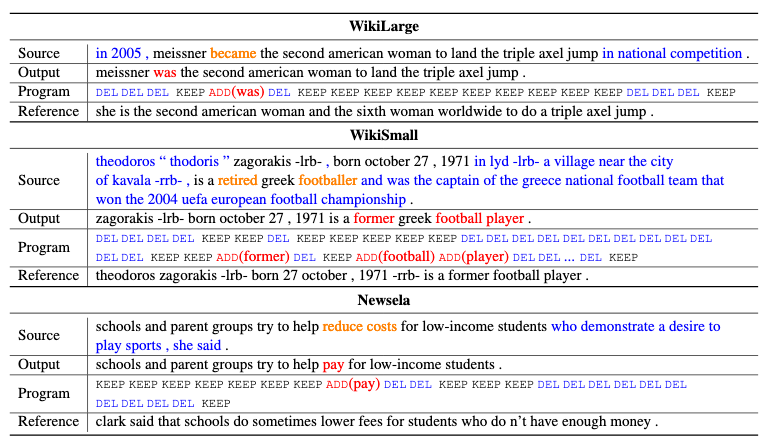 WikiLarge
Source in 2005 , meissner became the second american woman to land the triple axel jump in national competition .
Output meissner was the second american woman to land the triple axel jump .
Program DEL DEL DEL KEEP ADD(was) DEL KEEP KEEP KEEP KEEP KEEP KEEP KEEP KEEP KEEP KEEP DEL DEL DEL KEEP
Reference she is the second american woman and the sixth woman worldwide to do a triple axel jump .
WikiSmall
Source theodoros “ thodoris ” zagorakis -lrb- , born october 27 , 1971 in lyd -lrb- a village near the city
of kavala -rrb- , is a retired greek footballer and was the captain of the greece national football team that
won the 2004 uefa european football championship .
Output zagorakis -lrb- born october 27 , 1971 is a former greek football player .
Program DEL DEL DEL DEL KEEP KEEP DEL KEEP KEEP KEEP KEEP KEEP DEL DEL DEL DEL DEL DEL DEL DEL DEL DEL
DEL DEL KEEP KEEP ADD(former) DEL KEEP ADD(football) ADD(player) DEL DEL ... DEL KEEP
Reference theodoros zagorakis -lrb- born 27 october , 1971 -rrb- is a former football player .
Newsela
Source schools and parent groups try to help reduce costs for low-income students who demonstrate a desire to
play sports , she said .
Output schools and parent groups try to help pay for low-income students .
Program KEEP KEEP KEEP KEEP KEEP KEEP KEEP ADD(pay) DEL DEL KEEP KEEP KEEP DEL DEL DEL DEL DEL DEL
DEL DEL DEL DEL KEEP
Reference clark said that schools do sometimes lower fees for students who do n’t have enough money .